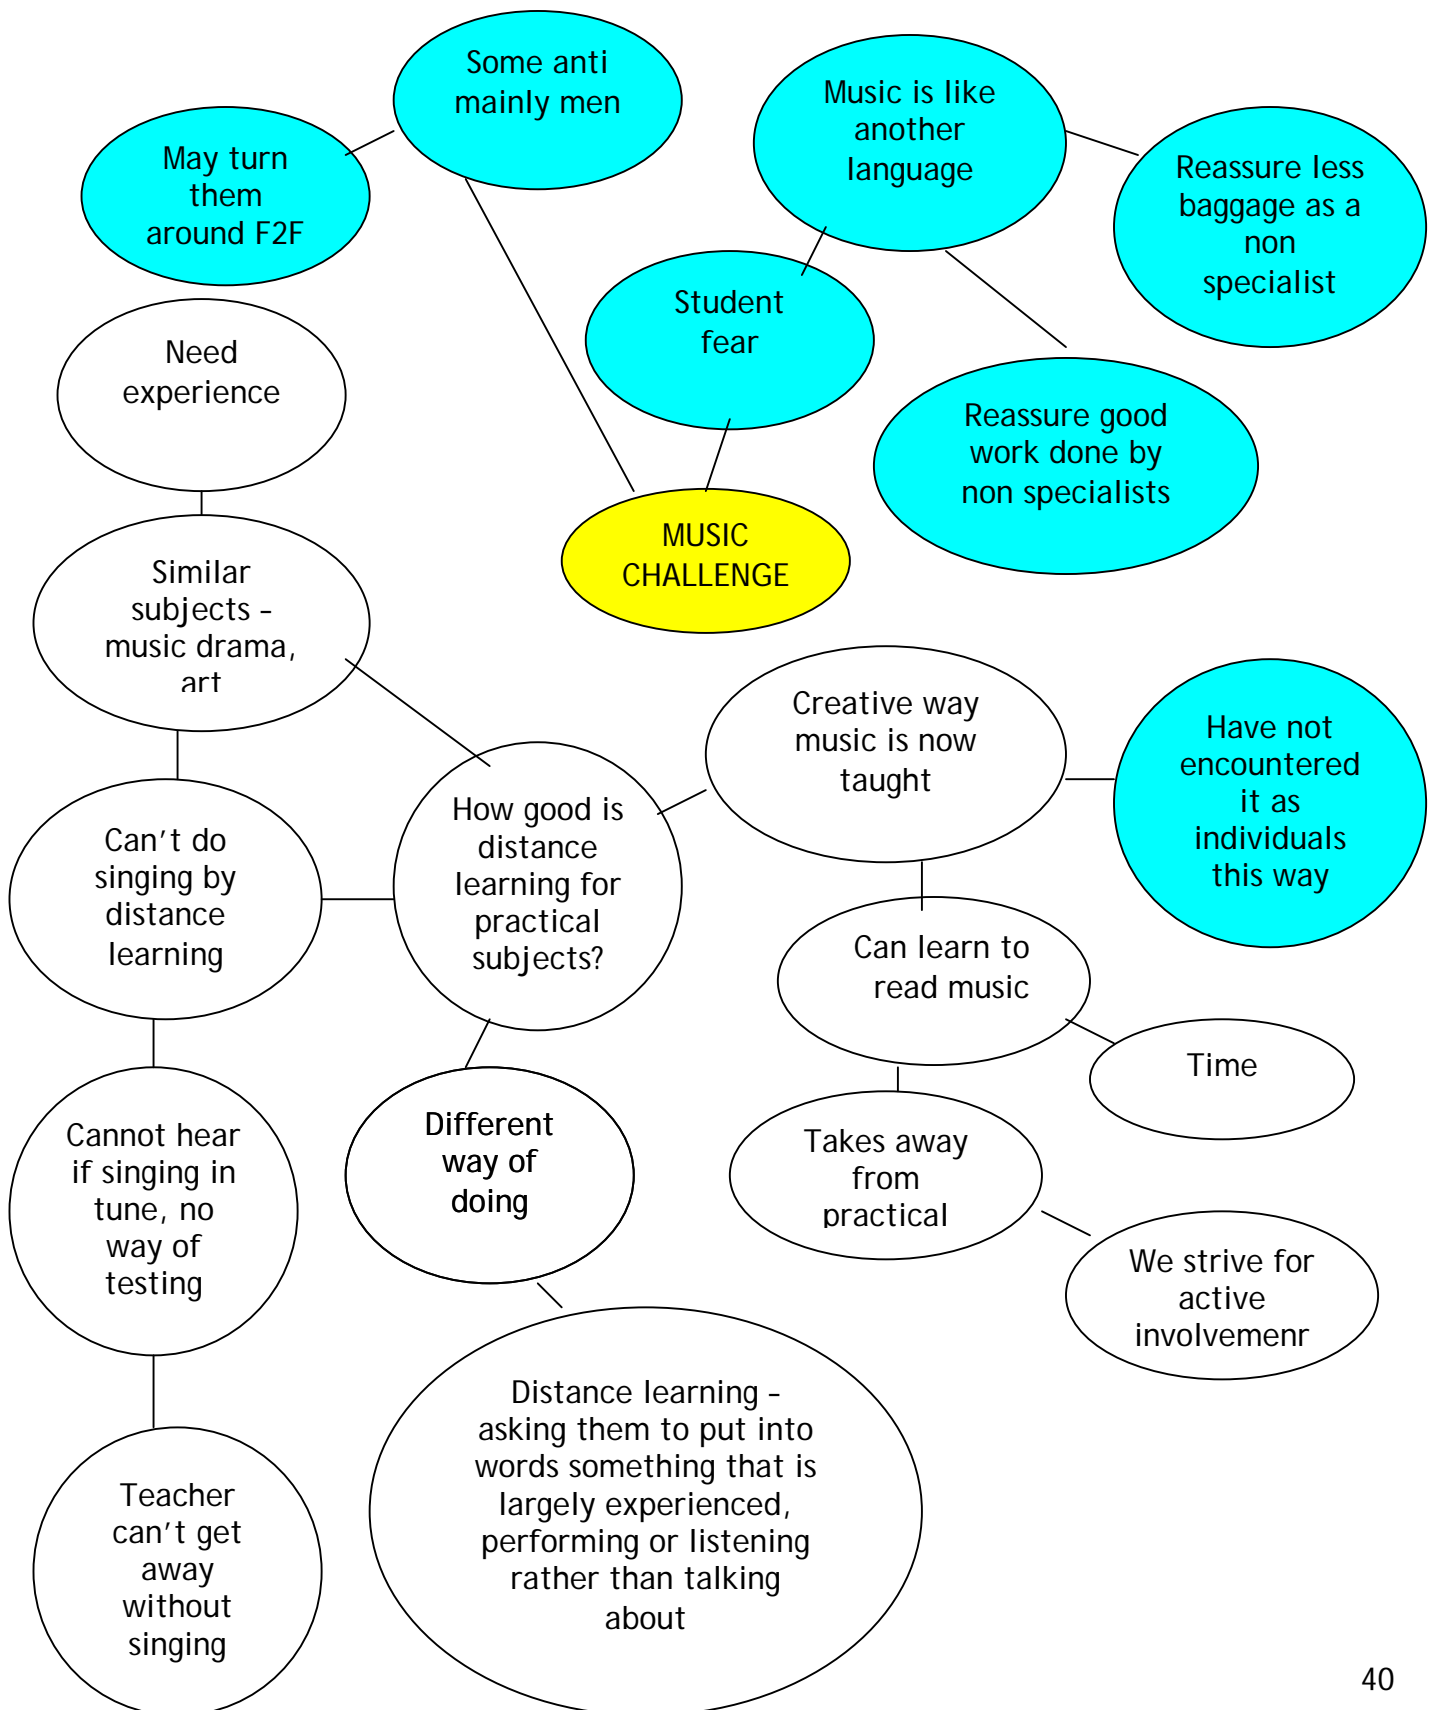 Some anti
mainly men
May turn
them
around F2F
Music is like
another
language
Reassure less
baggage as a
non
specialist
Student
fear
Need
experience
Reassure good
work done by
non specialists
MUSIC
CHALLENGE
Similar
subjects –
music drama,
art
Creative way
music is now
taught
Have not
encountered
it as
individuals
this way
How good is
distance
learning for
practical
subjects?
Can't do
singing by
distance
learning
Can learn to
read music
Time
Cannot hear
if singing in
tune, no
way of
testing
Different
way of
doing
Takes away
from
practical
We strive for
active
involvemenr
Distance learning –
asking them to put into
words something that is
largely experienced,
performing or listening
rather than talking
about
Teacher
can't get
away
without
singing
40